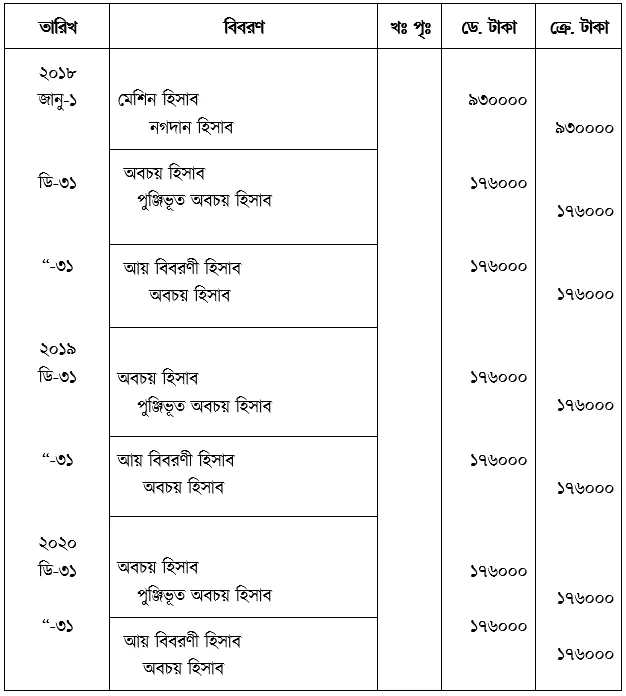 তারিখ বিবরণ খঃ পৃঃ ডে. টাকা ক্রে. টাকা
২০১৮
জানু-১ মেশিন হিসাব ৯৩০০০০
নগদান হিসাব ৯৩০০০০
ডি-৩১ অবচয় হিসাব ১৭৬০০০
পুঞ্জিভূত অবচয় হিসাব ১৭৬০০০
“-৩১ আয় বিবরণী হিসাব ১৭৬০০০
অবচয় হিসাব ১৭৬০০০
২০১৯
ডি-৩১ অবচয় হিসাব ১৭৬০০০
পুঞ্জিভূত অবচয় হিসাব ১৭৬০০০
“-৩১ আয় বিবরণী হিসাব ১৭৬০০০
অবচয় হিসাব ১৭৬০০০
২০২০
ডি-৩১ অবচয় হিসাব ১৭৬০০০
পুঞ্জিভূত অবচয় হিসাব ১৭৬০০০
“-৩১ আয় বিবরণী হিসাব ১৭৬০০০
অবচয় হিসাব ১৭৬০০০